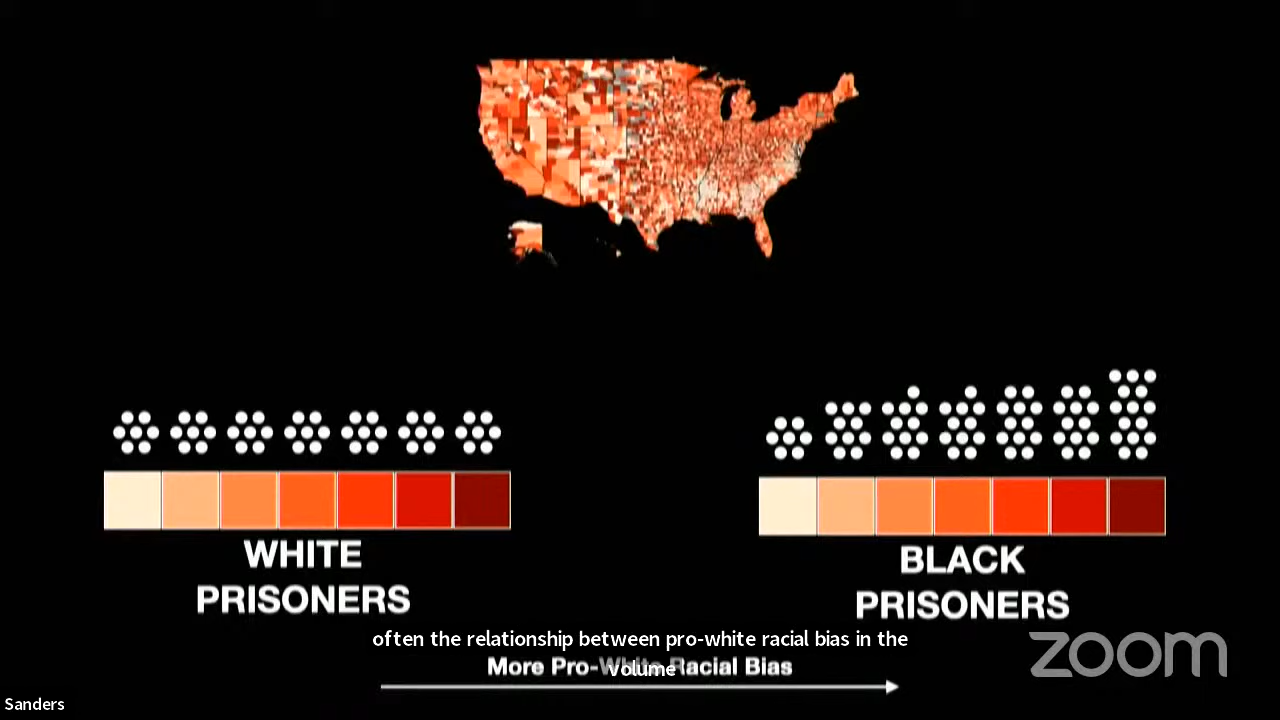 WHITE
PRISONERS
BLACK
PRISONERS
often the relationship between pro-white racial bias in the
volume
More Pro-White Racial Bias
zoom
Sanders